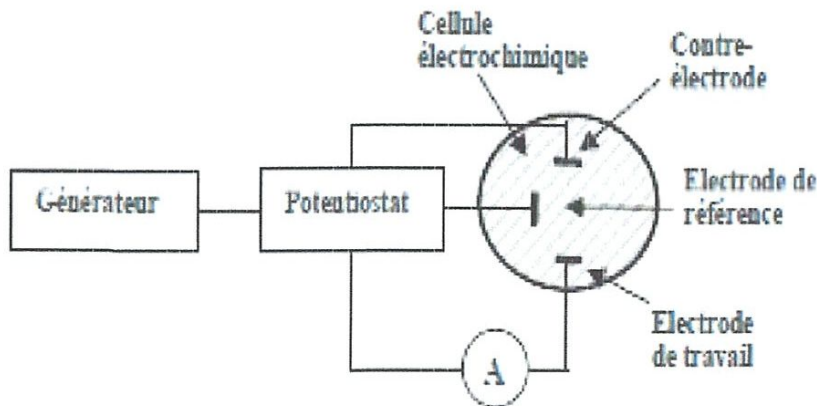 Cellule
électrochimique
Contre-
électrode
Générateur
Potentiostat
Electrode de
référence
Electrode
de travail
A